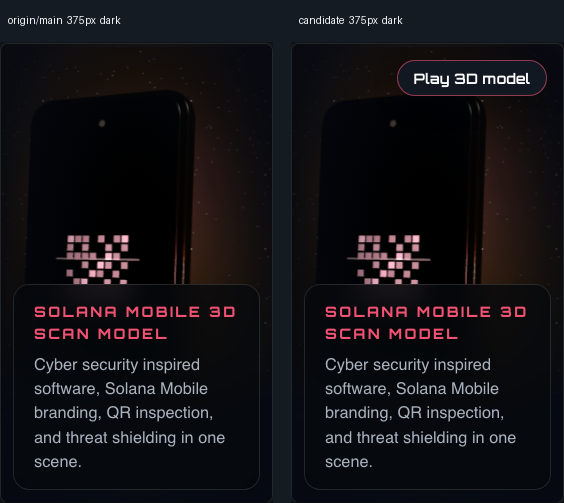 origin/main 375px dark
candidate 375px dark
SOLANA MOBILE 3D
SCAN MODEL
Cyber security inspired
software, Solana Mobile
branding, QR inspection,
and threat shielding in one
scene.
Play 3D model
SOLANA MOBILE 3D
SCAN MODEL
Cyber security inspired
software, Solana Mobile
branding, QR inspection,
and threat shielding in one
scene.